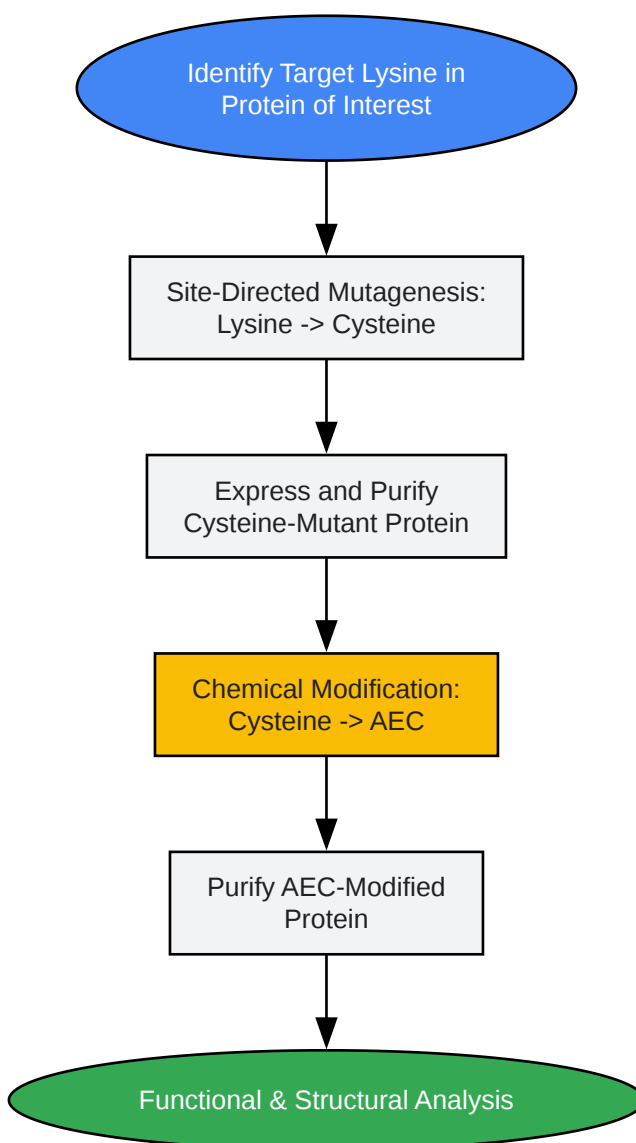 Identify Target Lysine in
Protein of Interest
Site-Directed Mutagenesis:
Lysine -> Cysteine
Express and Purify
Cysteine-Mutant Protein
Chemical Modification:
Cysteine -> AEC
Purify AEC-Modified
Protein
Functional & Structural Analysis